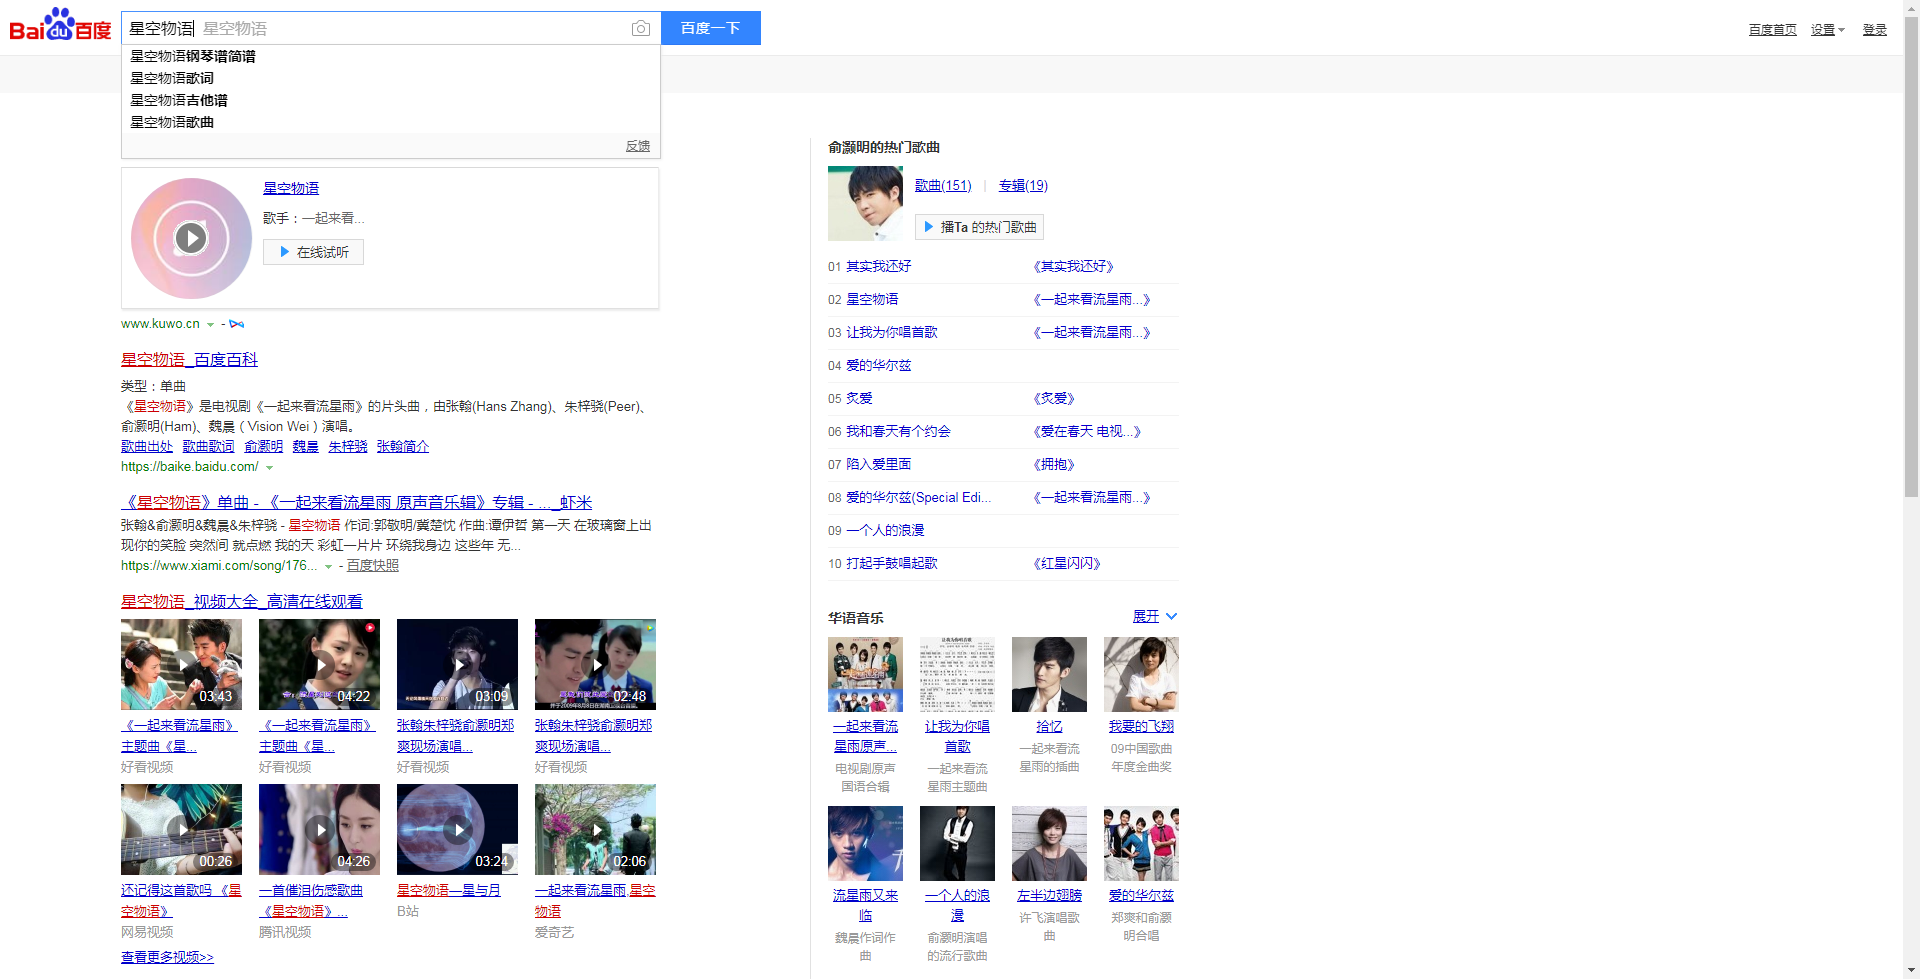 Baidu百度
星空物语 星空物语
百度一下
百度首页 设置 登录
星空物语钢琴谱简谱
星空物语歌词
星空物语吉他谱
星空物语歌曲
反馈
星空物语
歌手：一起来看...
在线试听
www.kuwo.cn -
星空物语_百度百科
类型：单曲
《星空物语》是电视剧《一起来看流星雨》的片头曲，由张翰(Hans Zhang)、朱梓骁(Peer)、
俞灏明(Ham)、魏晨（Vision Wei）演唱。
歌曲出处 歌曲歌词 俞灏明 魏晨 朱梓骁 张翰简介
https://baike.baidu.com/
《星空物语》单曲 - 《一起来看流星雨 原声音乐辑》专辑 - ..._虾米
张翰&俞灏明&魏晨&朱梓骁 - 星空物语 作词:郭敬明/冀楚忱 作曲:谭伊哲 第一天 在玻璃窗上出
现你的笑脸 突然间 就点燃 我的天 彩虹一片片 环绕我身边 这些年 无...
https://www.xiami.com/song/176... - 百度快照
星空物语_视频大全_高清在线观看
03:43 04:22 03:09 02:48
《一起来看流星雨》
主题曲《星...
好看视频
《一起来看流星雨》
主题曲《星...
好看视频
张翰朱梓骁俞灏明郑
爽现场演唱...
好看视频
张翰朱梓骁俞灏明郑
爽现场演唱...
好看视频
00:26 04:26 03:24 02:06
还记得这首歌吗 《星
空物语》
网易视频
一首催泪伤感歌曲
《星空物语》...
腾讯视频
星空物语—星与月
B站
一起来看流星雨,星空
物语
爱奇艺
查看更多视频>>
俞灏明的热门歌曲
歌曲(151) | 专辑(19)
播Ta 的热门歌曲
01 其实我还好 《其实我还好》
02 星空物语 《一起来看流星雨...》
03 让我为你唱首歌 《一起来看流星雨...》
04 爱的华尔兹
05 炙爱 《炙爱》
06 我和春天有个约会 《爱在春天 电视...》
07 陷入爱里面 《拥抱》
08 爱的华尔兹(Special Edi... 《一起来看流星雨...》
09 一个人的浪漫
10 打起手鼓唱起歌 《红星闪闪》
华语音乐 展开
让我为你唱首歌
一起来看流
星雨原声...
电视剧原声
国语合辑
让我为你唱
首歌
一起来看流
星雨主题曲
拾忆
一起来看流
星雨的插曲
我要的飞翔
09中国歌曲
年度金曲奖
流星雨又来
临
魏晨作词作
曲
一个人的浪
漫
俞灏明演唱
的流行歌曲
左半边翅膀
许飞演唱歌
曲
爱的华尔兹
郑爽和俞灏
明合唱